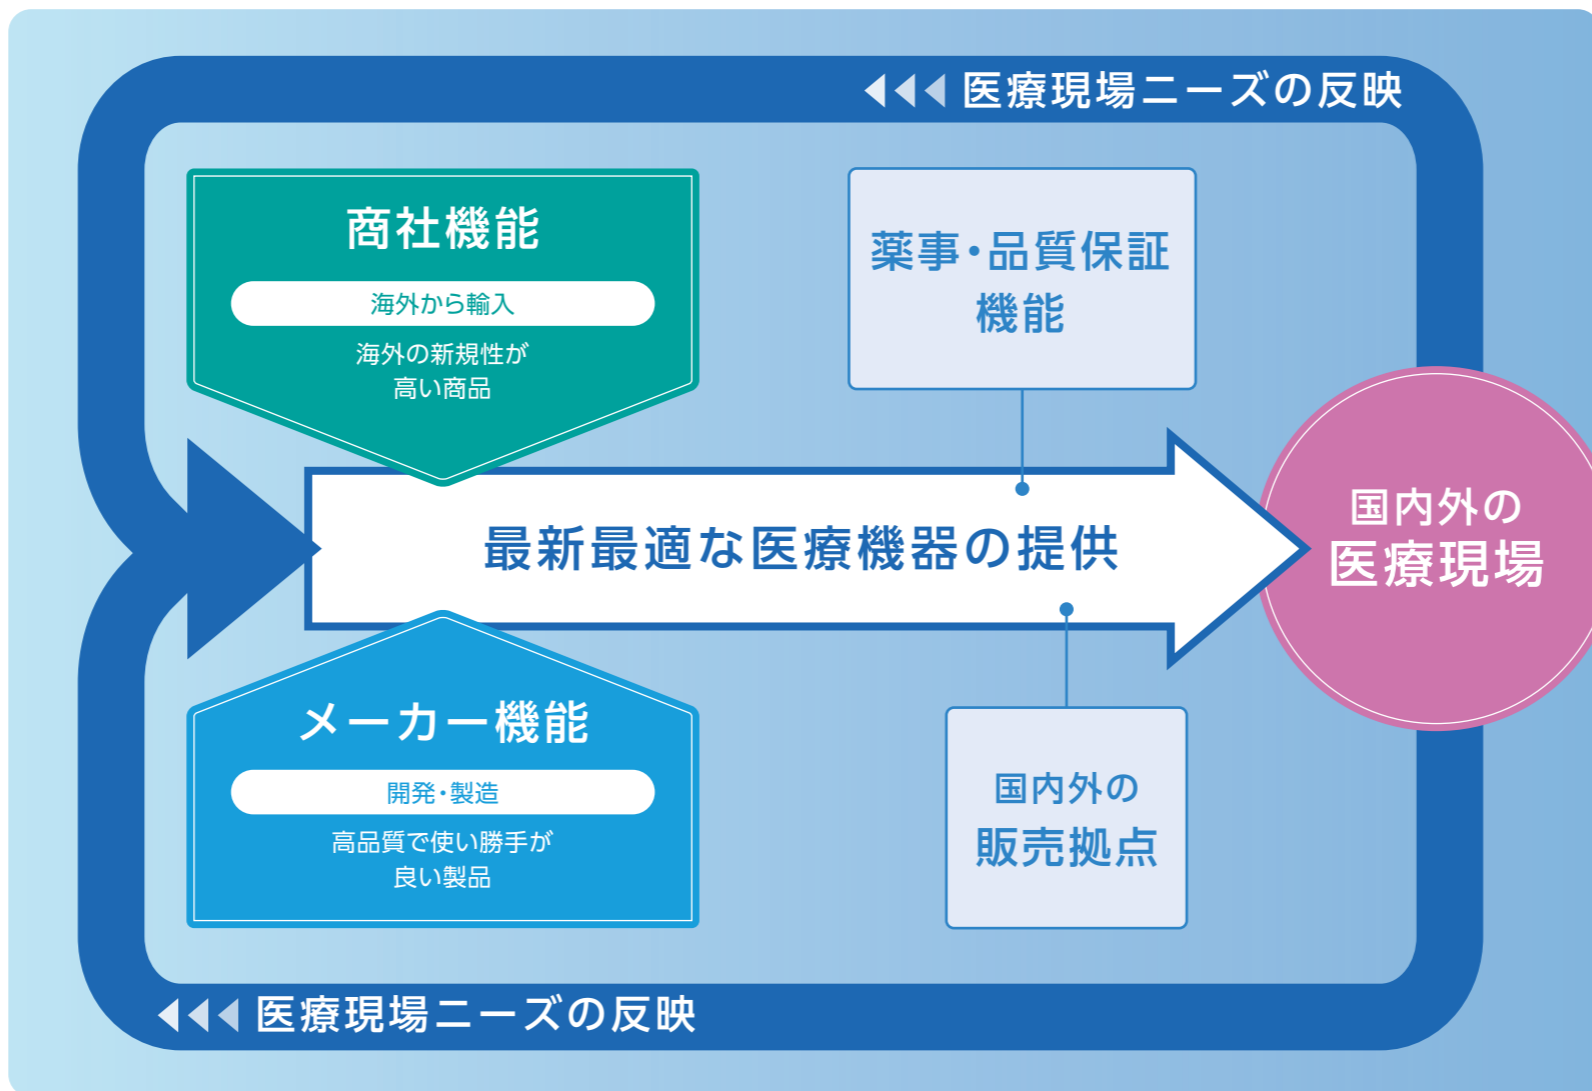 医療現場ニーズの反映
商社機能
海外から輸入
海外の新規性が
高い商品
薬事・品質保証
機能
最新最適な医療機器の提供
国内外の
医療現場
メーカー機能
開発・製造
高品質で使い勝手が
良い製品
国内外の
販売拠点
医療現場ニーズの反映